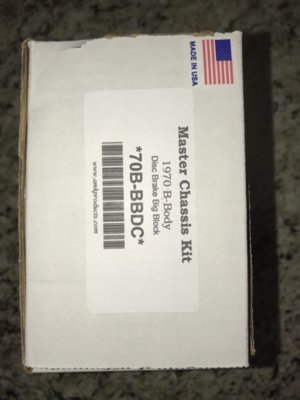 MADE IN USA
Master Chassis Kit
1970 B-Body
Disc Brake Big Block
*70B-BBDC*
www.amkproducts.com